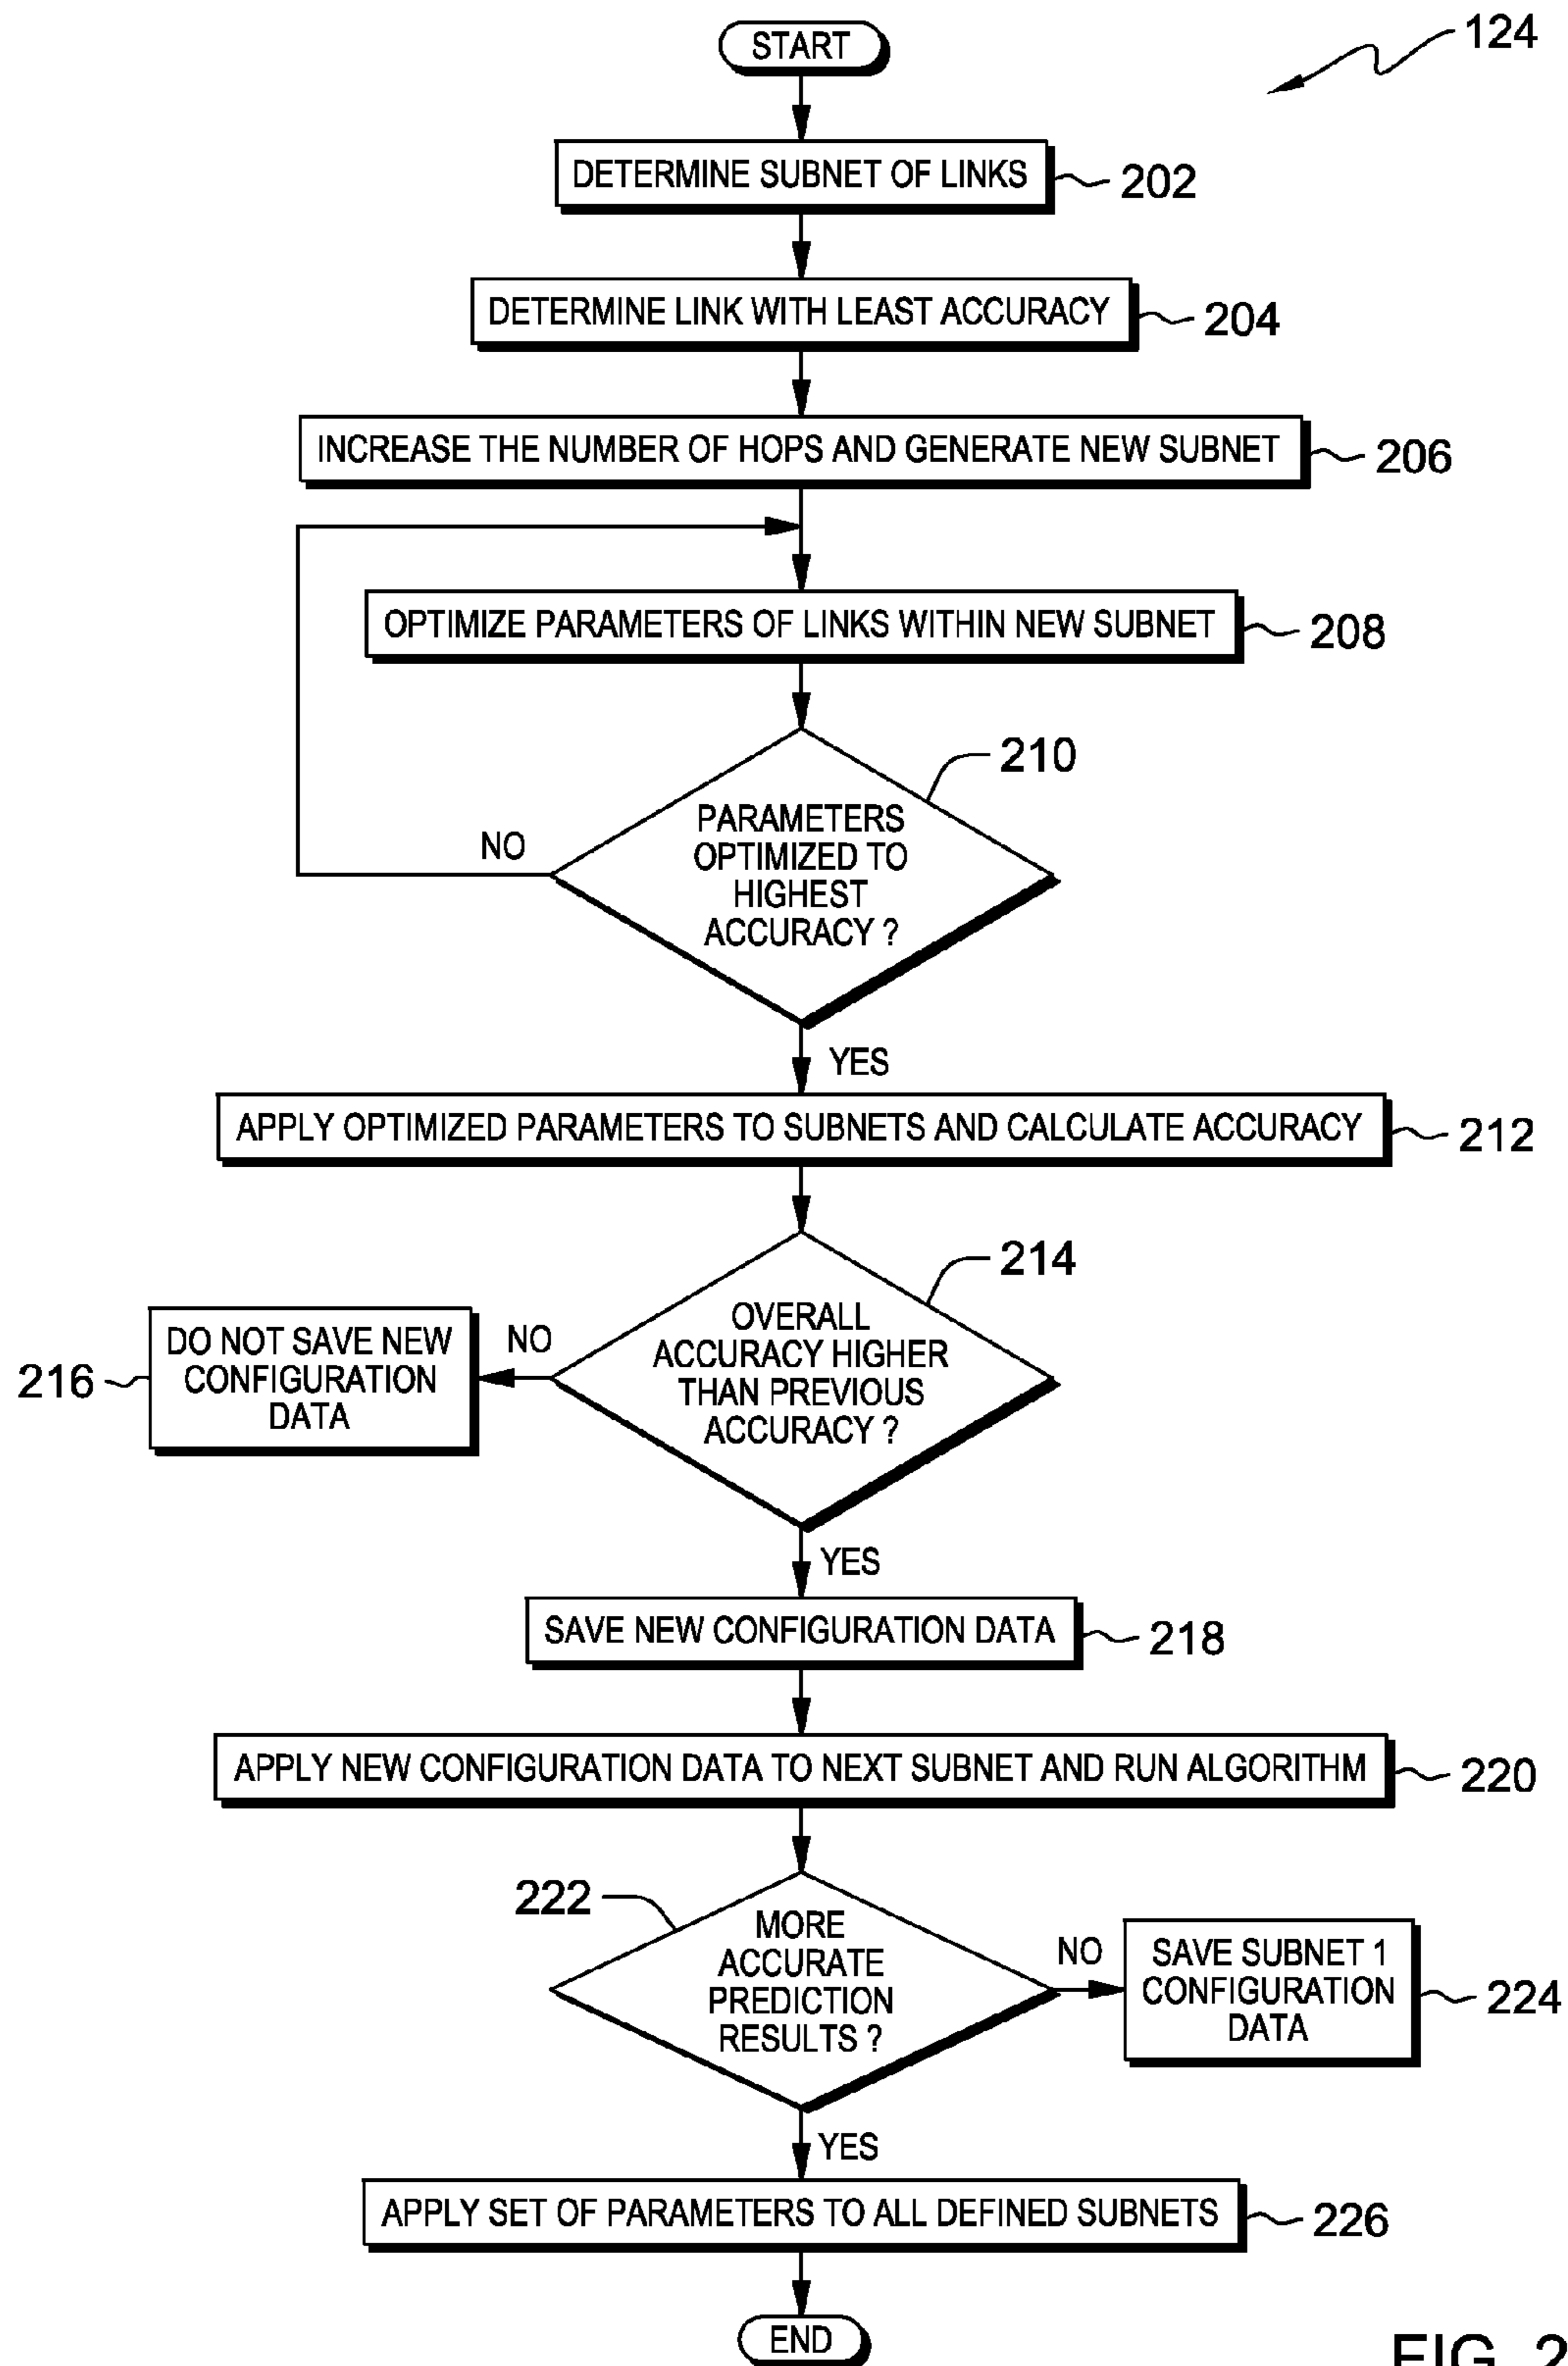 START
124
DETERMINE SUBNET OF LINKS
202
DETERMINE LINK WITH LEAST ACCURACY
204
INCREASE THE NUMBER OF HOPS AND GENERATE NEW SUBNET
206
OPTIMIZE PARAMETERS OF LINKS WITHIN NEW SUBNET
208
210
PARAMETERS
OPTIMIZED TO
HIGHEST
ACCURACY ?
NO
YES
APPLY OPTIMIZED PARAMETERS TO SUBNETS AND CALCULATE ACCURACY
212
214
OVERALL
ACCURACY HIGHER
THAN PREVIOUS
ACCURACY ?
NO
DO NOT SAVE NEW
CONFIGURATION
DATA
216
YES
SAVE NEW CONFIGURATION DATA
218
APPLY NEW CONFIGURATION DATA TO NEXT SUBNET AND RUN ALGORITHM
220
222
MORE
ACCURATE
PREDICTION
RESULTS ?
NO
SAVE SUBNET 1
CONFIGURATION
DATA
224
YES
APPLY SET OF PARAMETERS TO ALL DEFINED SUBNETS
226
END
FIG. 2